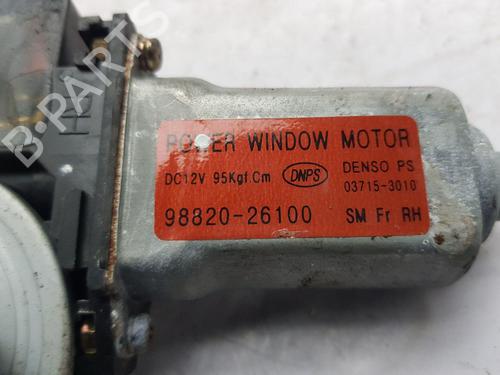 B-PARTS
POWER WINDOW MOTOR
DC12V 95Kgf.Cm DNPS DENSO PS
03715-3010
98820-26100 SM Fr RH